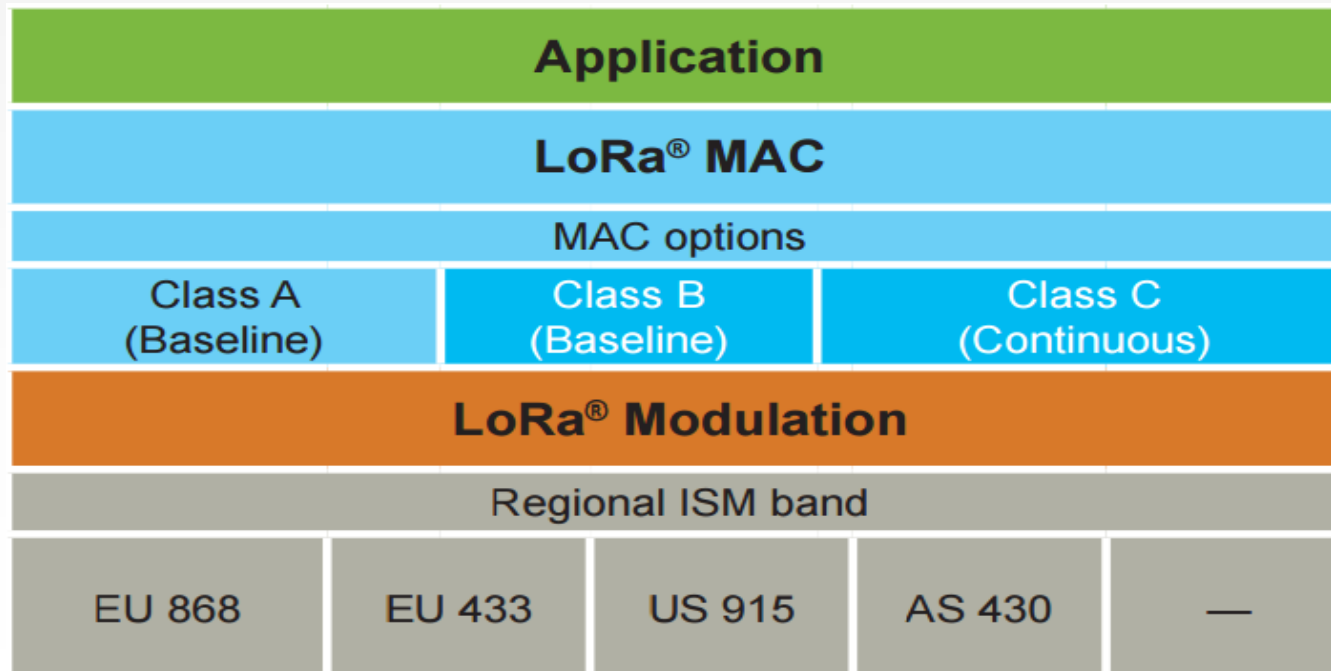 Application
LoRa® MAC
MAC options
Class A
(Baseline)
Class B
(Baseline)
Class C
(Continuous)
LoRa® Modulation
Regional ISM band
EU 868
EU 433
US 915
AS 430
—